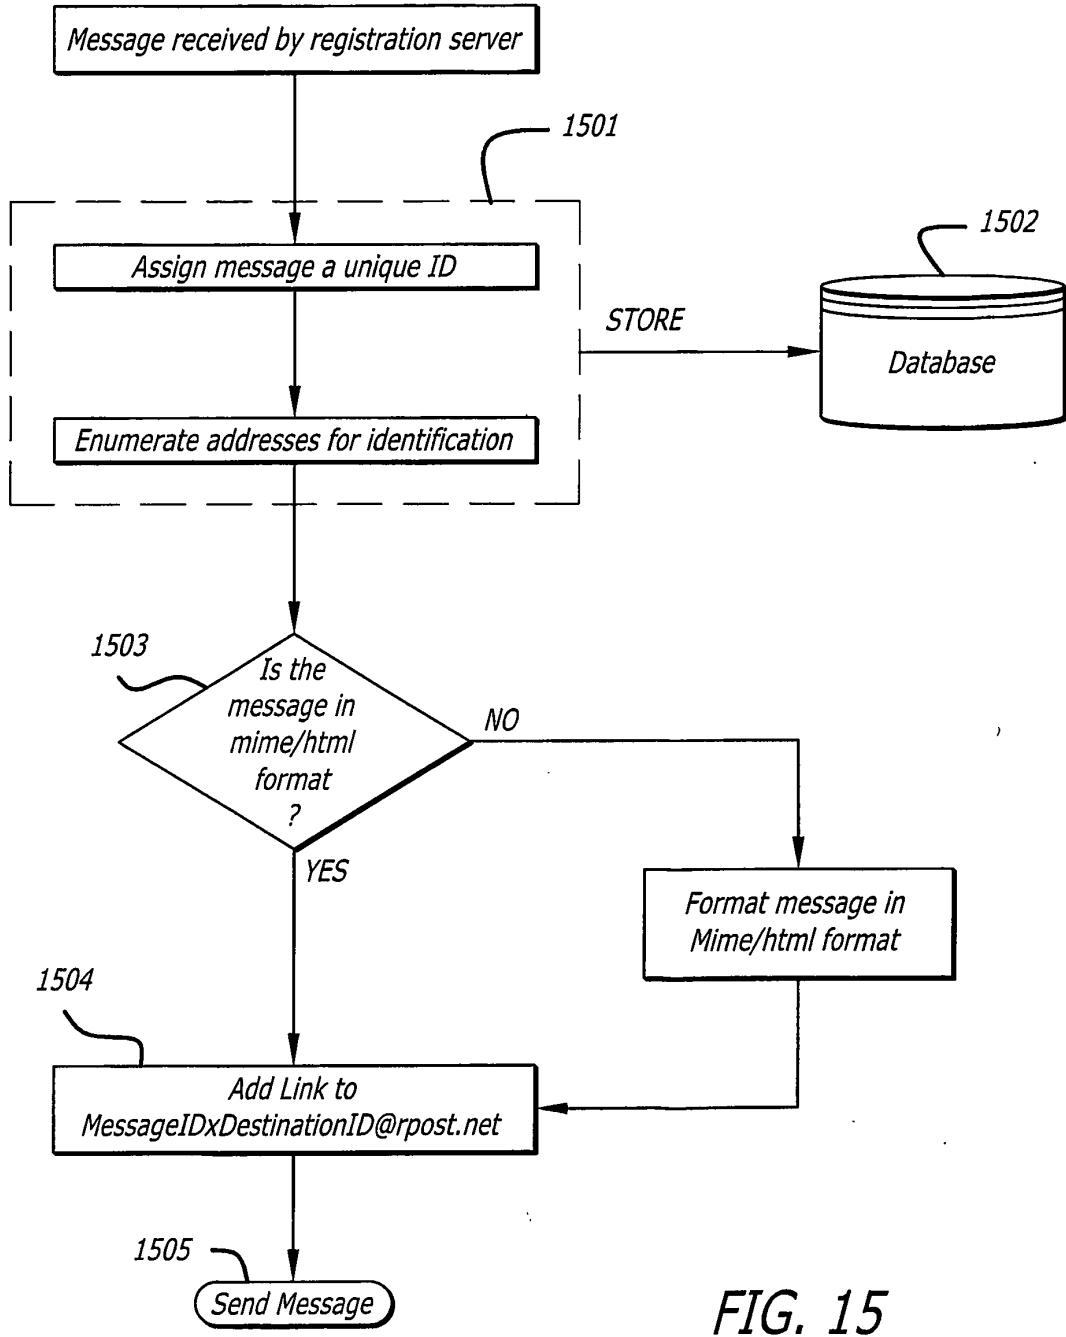 Message received by registration server
1501
Assign message a unique ID
1502
STORE
Database
Enumerate addresses for identification
1503
Is the
message in
mime/html
format
?
NO
YES
Format message in
Mime/html format
1504
Add Link to
MessageIDxDestinationID@rpost.net
1505
Send Message
FIG. 15